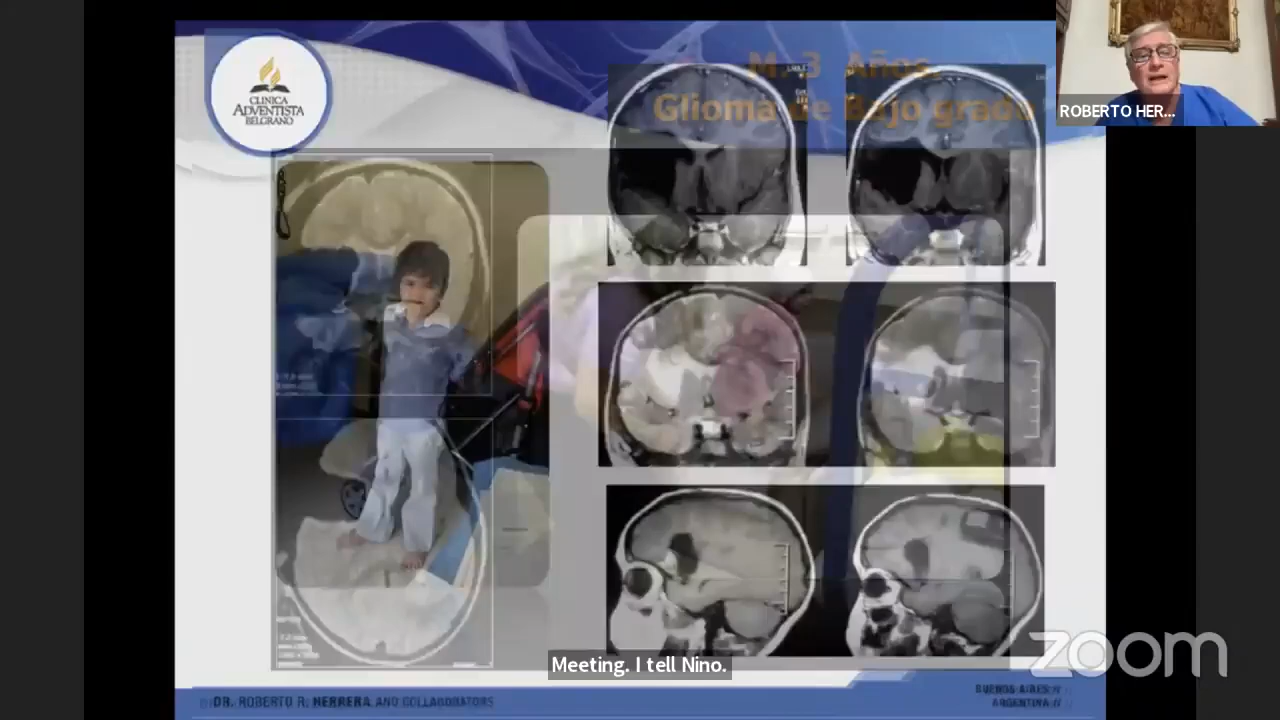 M. 3 Años.
Glioma de Bajo grado
CLINICA
ADVENTISTA
BELGRANO
ROBERTO HER...
Meeting. I tell Nino.
zoom
DR. ROBERTO R. HERRERA AND COLLABORATORS
BUENOS AIRES //
ARGENTINA //